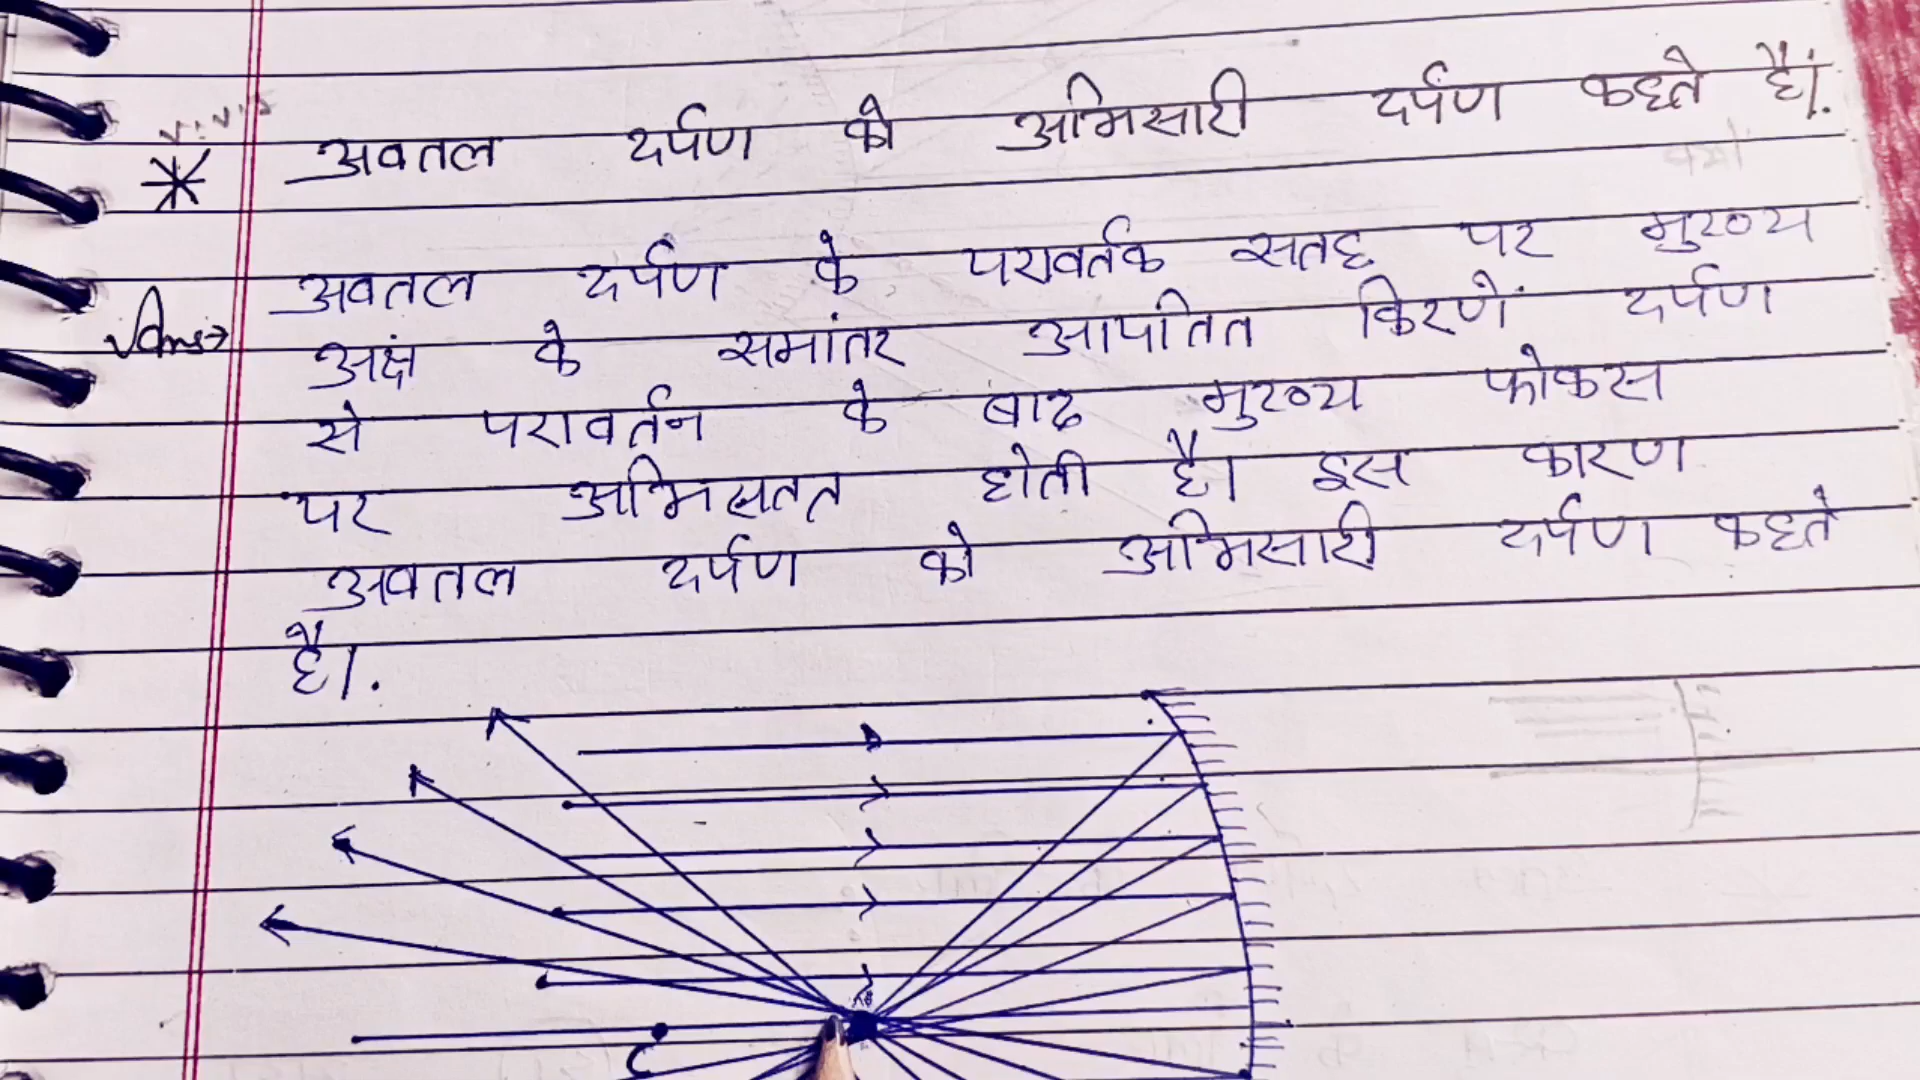 V.V.I
अवतल दर्पण को अभिसारी दर्पण कहते है।.
अवतल दर्पण के परावर्तक सतह पर मुख्य
Ans→ अक्षं के समांतर आपतित किरणें दर्पण
से परावर्तन के बाद मुख्य फोकस
पर अभिसतत होती है। इस कारण
अवतल दर्पण को अभिसारी दर्पण कहते
है।.
C